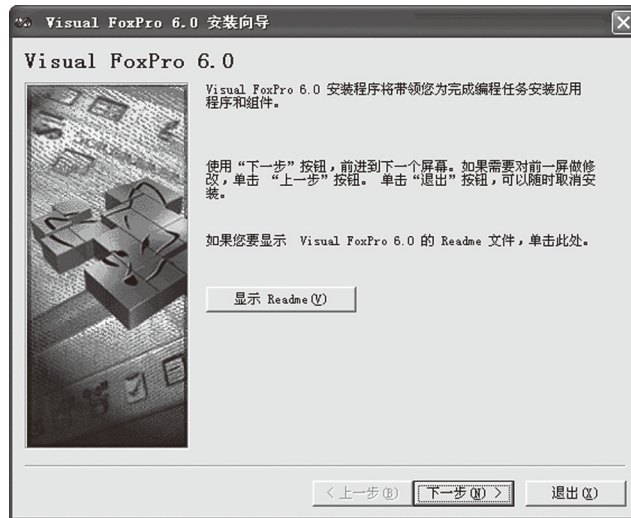 Visual FoxPro 6.0 安装向导
Visual FoxPro 6.0
Visual FoxPro 6.0 安装程序将带领您为完成编程任务安装应用
程序和组件。
使用“下一步”按钮，前进到下一个屏幕。如果需要对前一屏做修
改，单击 “上一步”按钮。 单击“退出”按钮，可以随时取消安
装。
如果您要显示 Visual FoxPro 6.0 的 Readme 文件，单击此处。
显示 Readme(V)
< 上一步(B)
下一步(N) >
退出(X)